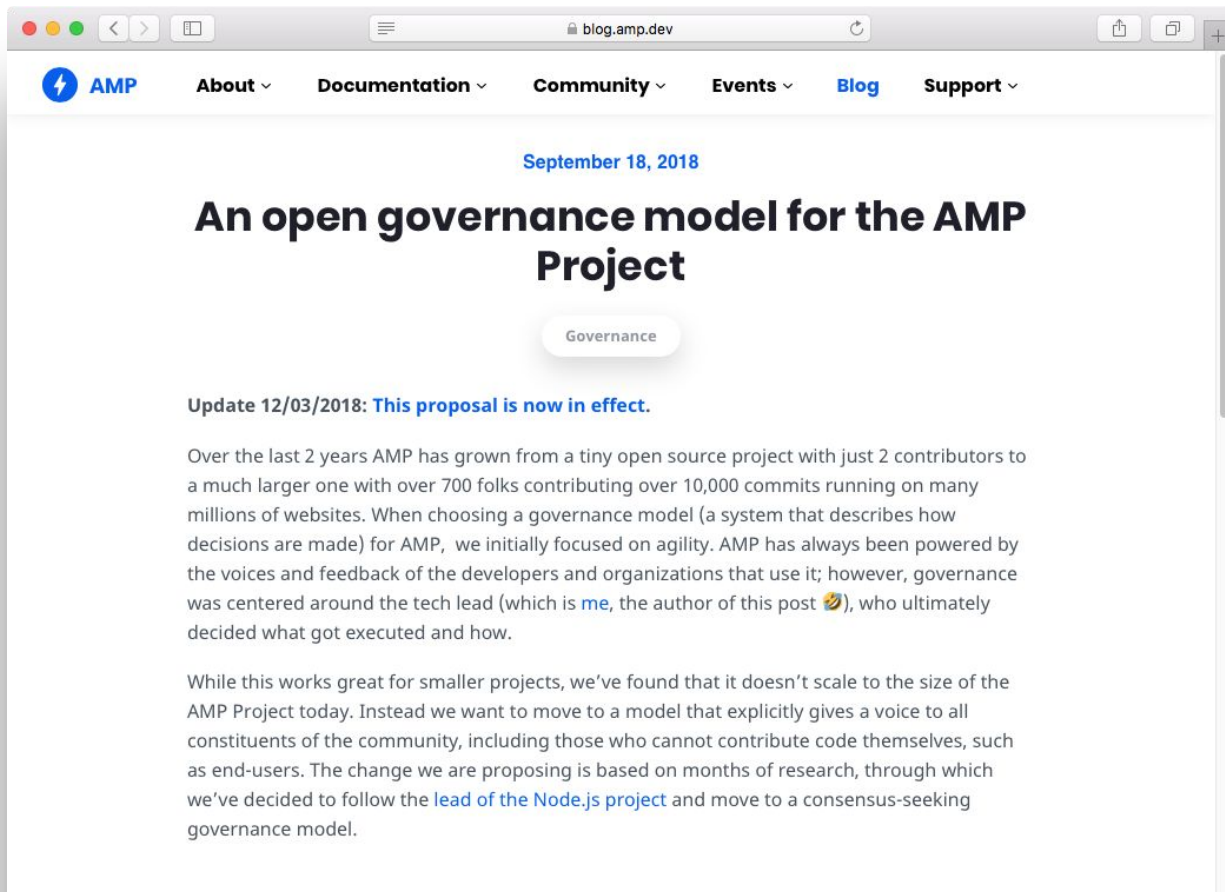 blog.amp.dev
AMP About Documentation Community Events Blog Support
September 18, 2018
An open governance model for the AMP
Project
Governance
Update 12/03/2018: This proposal is now in effect.
Over the last 2 years AMP has grown from a tiny open source project with just 2 contributors to
a much larger one with over 700 folks contributing over 10,000 commits running on many
millions of websites. When choosing a governance model (a system that describes how
decisions are made) for AMP,  we initially focused on agility. AMP has always been powered by
the voices and feedback of the developers and organizations that use it; however, governance
was centered around the tech lead (which is me, the author of this post 🤣), who ultimately
decided what got executed and how.
While this works great for smaller projects, we’ve found that it doesn’t scale to the size of the
AMP Project today. Instead we want to move to a model that explicitly gives a voice to all
constituents of the community, including those who cannot contribute code themselves, such
as end-users. The change we are proposing is based on months of research, through which
we’ve decided to follow the lead of the Node.js project and move to a consensus-seeking
governance model.